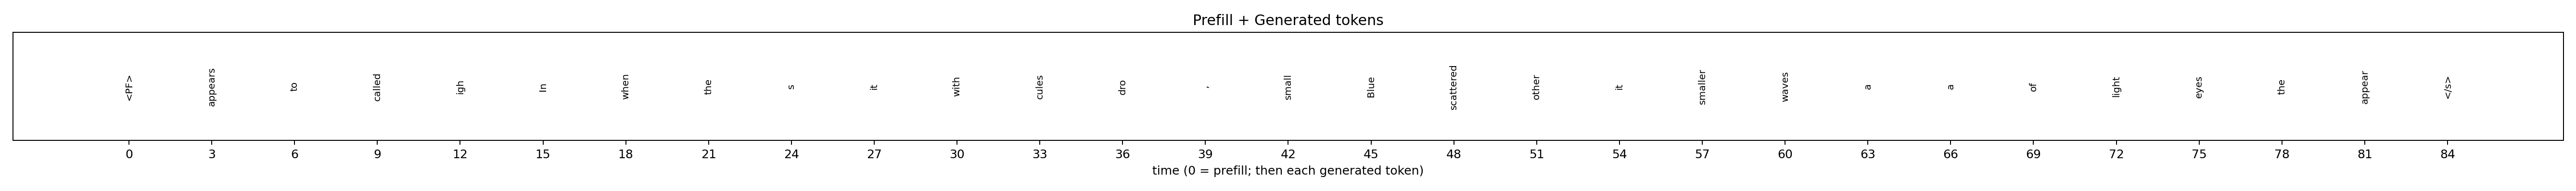 Prefill + Generated tokens
<PF> appears to called igh In when the s it with cules dro , small Blue scattered other it smaller waves a a of light eyes the appear </s>
0 3 6 9 12 15 18 21 24 27 30 33 36 39 42 45 48 51 54 57 60 63 66 69 72 75 78 81 84
time (0 = prefill; then each generated token)